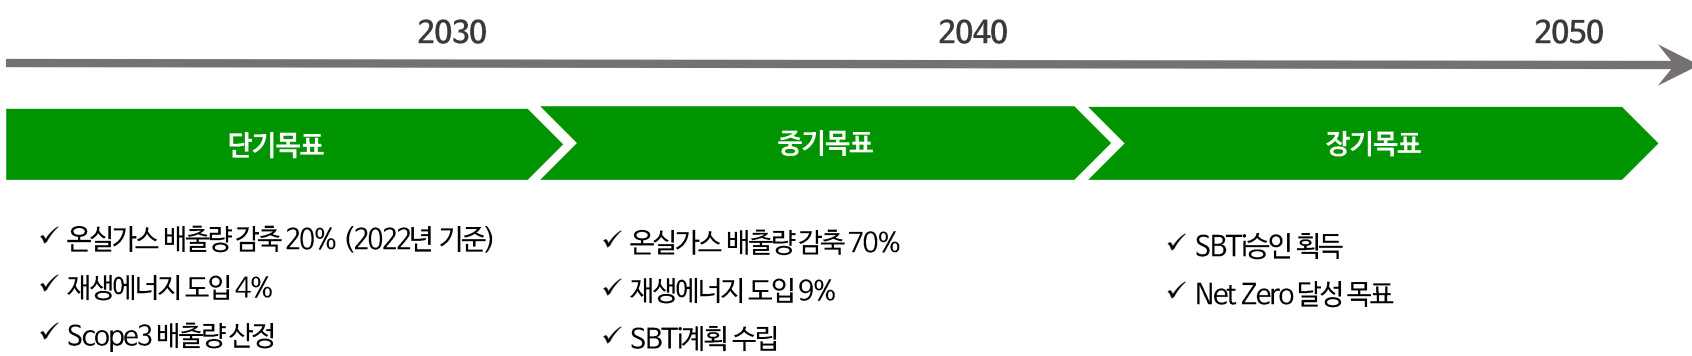 2030 2040 2050
단기목표 중기목표 장기목표
✓ 온실가스 배출량 감축 20% (2022년 기준)
✓ 재생에너지 도입 4%
✓ Scope3 배출량 산정
✓ 온실가스 배출량 감축 70%
✓ 재생에너지 도입 9%
✓ SBTi계획 수립
✓ SBTi승인 획득
✓ Net Zero 달성 목표